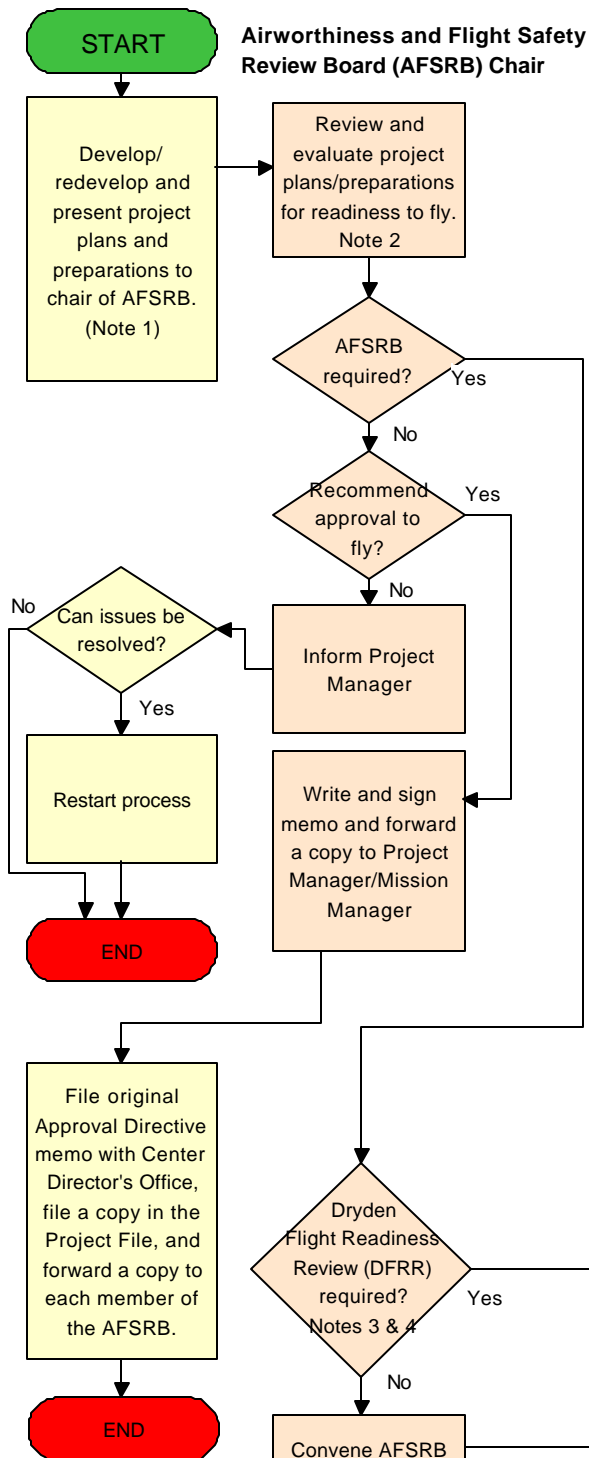 START
Airworthiness and Flight Safety
Review Board (AFSRB) Chair
Develop/
redevelop and
present project
plans and
preparations to
chair of AFSRB.
(Note 1)
Review and
evaluate project
plans/preparations
for readiness to fly.
Note 2
AFSRB
required?
Yes
No
Recommend
approval to
fly?
Yes
No
Inform Project
Manager
Can issues be
resolved?
No
Yes
Restart process
END
Write and sign
memo and forward
a copy to Project
Manager/Mission
Manager
File original
Approval Directive
memo with Center
Director's Office,
file a copy in the
Project File, and
forward a copy to
each member of
the AFSRB.
END
Dryden
Flight Readiness
Review (DFRR)
required?
Notes 3 & 4
Yes
No
Convene AFSRB